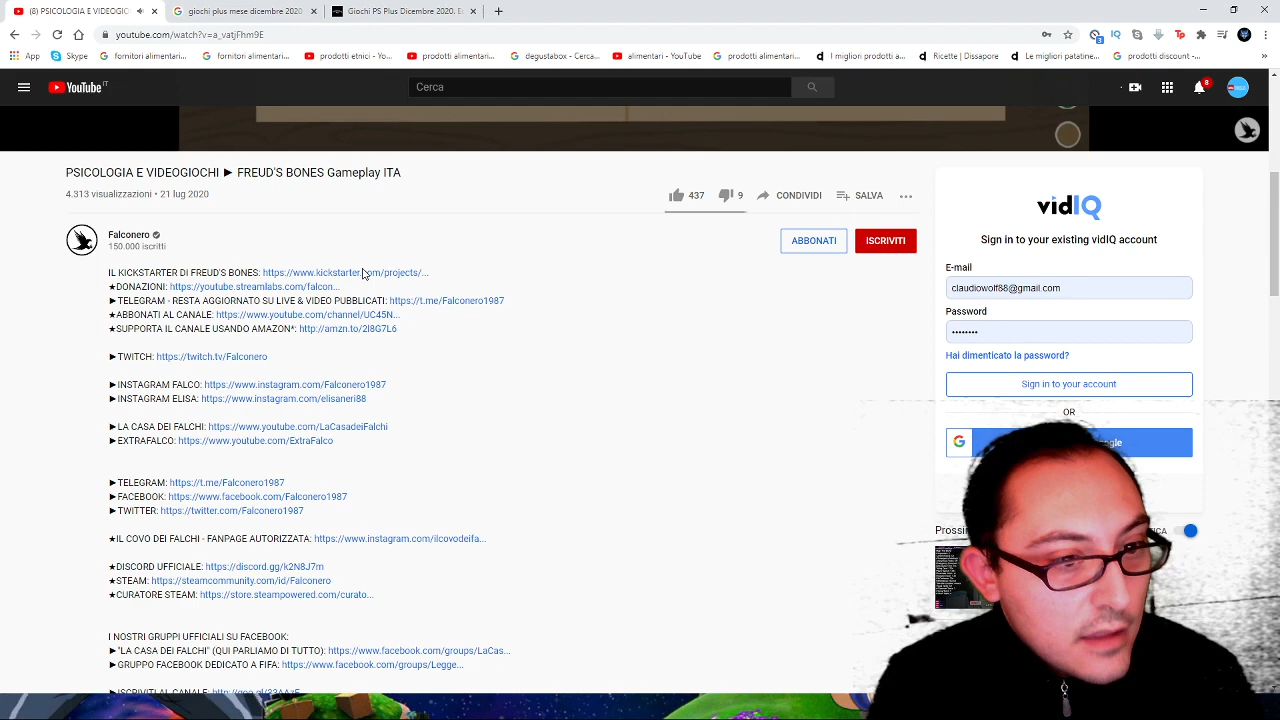 (8) PSICOLOGIA E VIDEOGIO
giochi plus mese dicembre 2020
Giochi PS Plus Dicembre 2020.
youtube.com/watch?v=a_vatjFhm9E
App
Skype
fornitori alimentari...
fornitori alimentari...
prodotti etnici - Yo...
prodotti alimentari...
degustabox - Cerca...
alimentari - YouTube
prodotti alimentari...
I migliori prodotti a...
Ricette | Dissapore
Le migliori patatine...
prodotti discount -...
YouTube IT
Cerca
8
PSICOLOGIA E VIDEOGIOCHI ► FREUD'S BONES Gameplay ITA
4.313 visualizzazioni • 21 lug 2020
437
9
CONDIVIDI
SALVA
Falconero
150.000 iscritti
ABBONATI
ISCRIVITI
IL KICKSTARTER DI FREUD'S BONES: https://www.kickstarter.com/projects/...
★DONAZIONI: https://youtube.streamlabs.com/falcon...
►TELEGRAM - RESTA AGGIORNATO SU LIVE & VIDEO PUBBLICATI: https://t.me/Falconero1987
★ABBONATI AL CANALE: https://www.youtube.com/channel/UC45N...
★SUPPORTA IL CANALE USANDO AMAZON*: http://amzn.to/2l8G7L6
►TWITCH: https://twitch.tv/Falconero
►INSTAGRAM FALCO: https://www.instagram.com/Falconero1987
►INSTAGRAM ELISA: https://www.instagram.com/elisaneri88
►LA CASA DEI FALCHI: https://www.youtube.com/LaCasadeiFalchi
►EXTRAFALCO: https://www.youtube.com/ExtraFalco
►TELEGRAM: https://t.me/Falconero1987
►FACEBOOK: https://www.facebook.com/Falconero1987
►TWITTER: https://twitter.com/Falconero1987
★IL COVO DEI FALCHI - FANPAGE AUTORIZZATA: https://www.instagram.com/ilcovodeifa...
★DISCORD UFFICIALE: https://discord.gg/k2N8J7m
★STEAM: https://steamcommunity.com/id/Falconero
★CURATORE STEAM: https://store.steampowered.com/curato...
I NOSTRI GRUPPI UFFICIALI SU FACEBOOK:
►"LA CASA DEI FALCHI" (QUI PARLIAMO DI TUTTO): https://www.facebook.com/groups/LaCas...
►GRUPPO FACEBOOK DEDICATO A FIFA: https://www.facebook.com/groups/Legge...
►ISCRIVITI AL CANALE:
vidIQ
Sign in to your existing vidIQ account
E-mail
claudiowolf88@gmail.com
Password
Hai dimenticato la password?
Sign in to your account
OR
Prossi